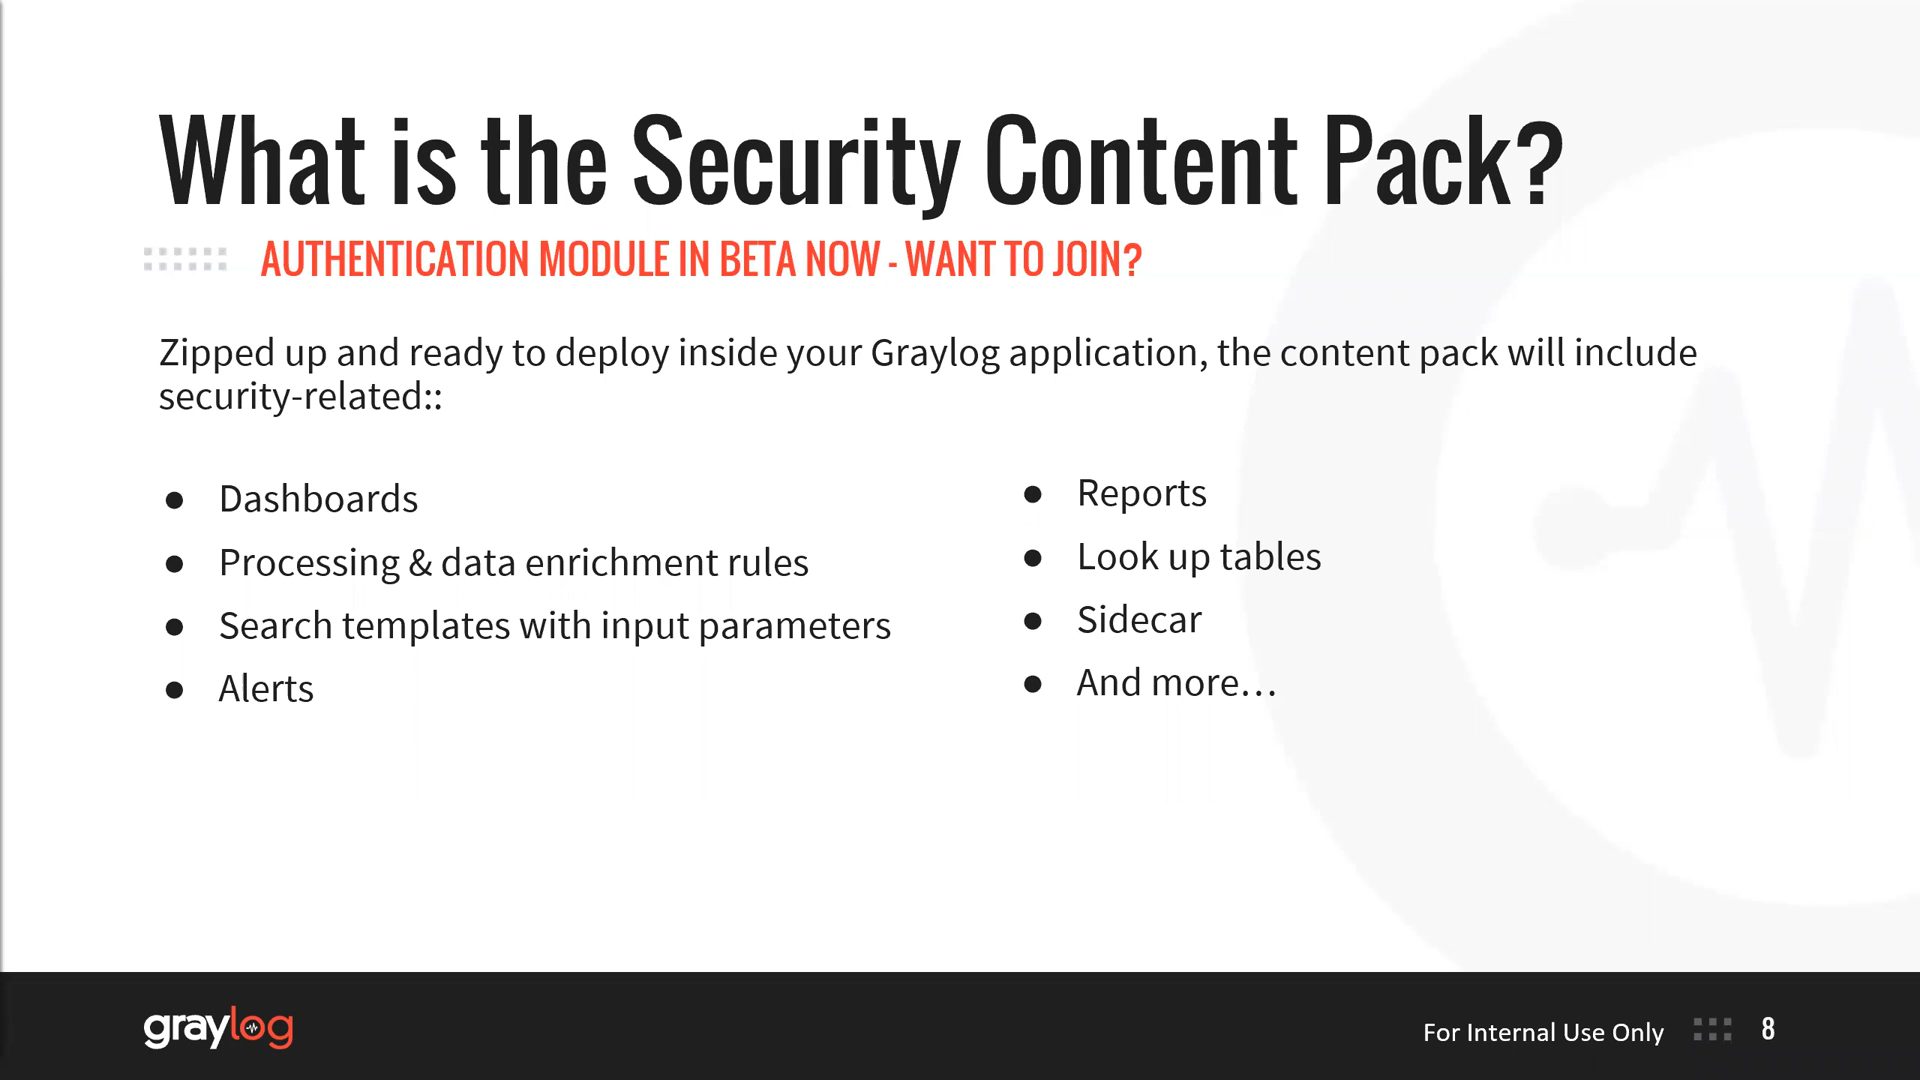 What is the Security Content Pack?
AUTHENTICATION MODULE IN BETA NOW - WANT TO JOIN?
Zipped up and ready to deploy inside your Graylog application, the content pack will include
security-related::
● Dashboards
● Processing & data enrichment rules
● Search templates with input parameters
● Alerts
● Reports
● Look up tables
● Sidecar
● And more…
graylog
For Internal Use Only
8